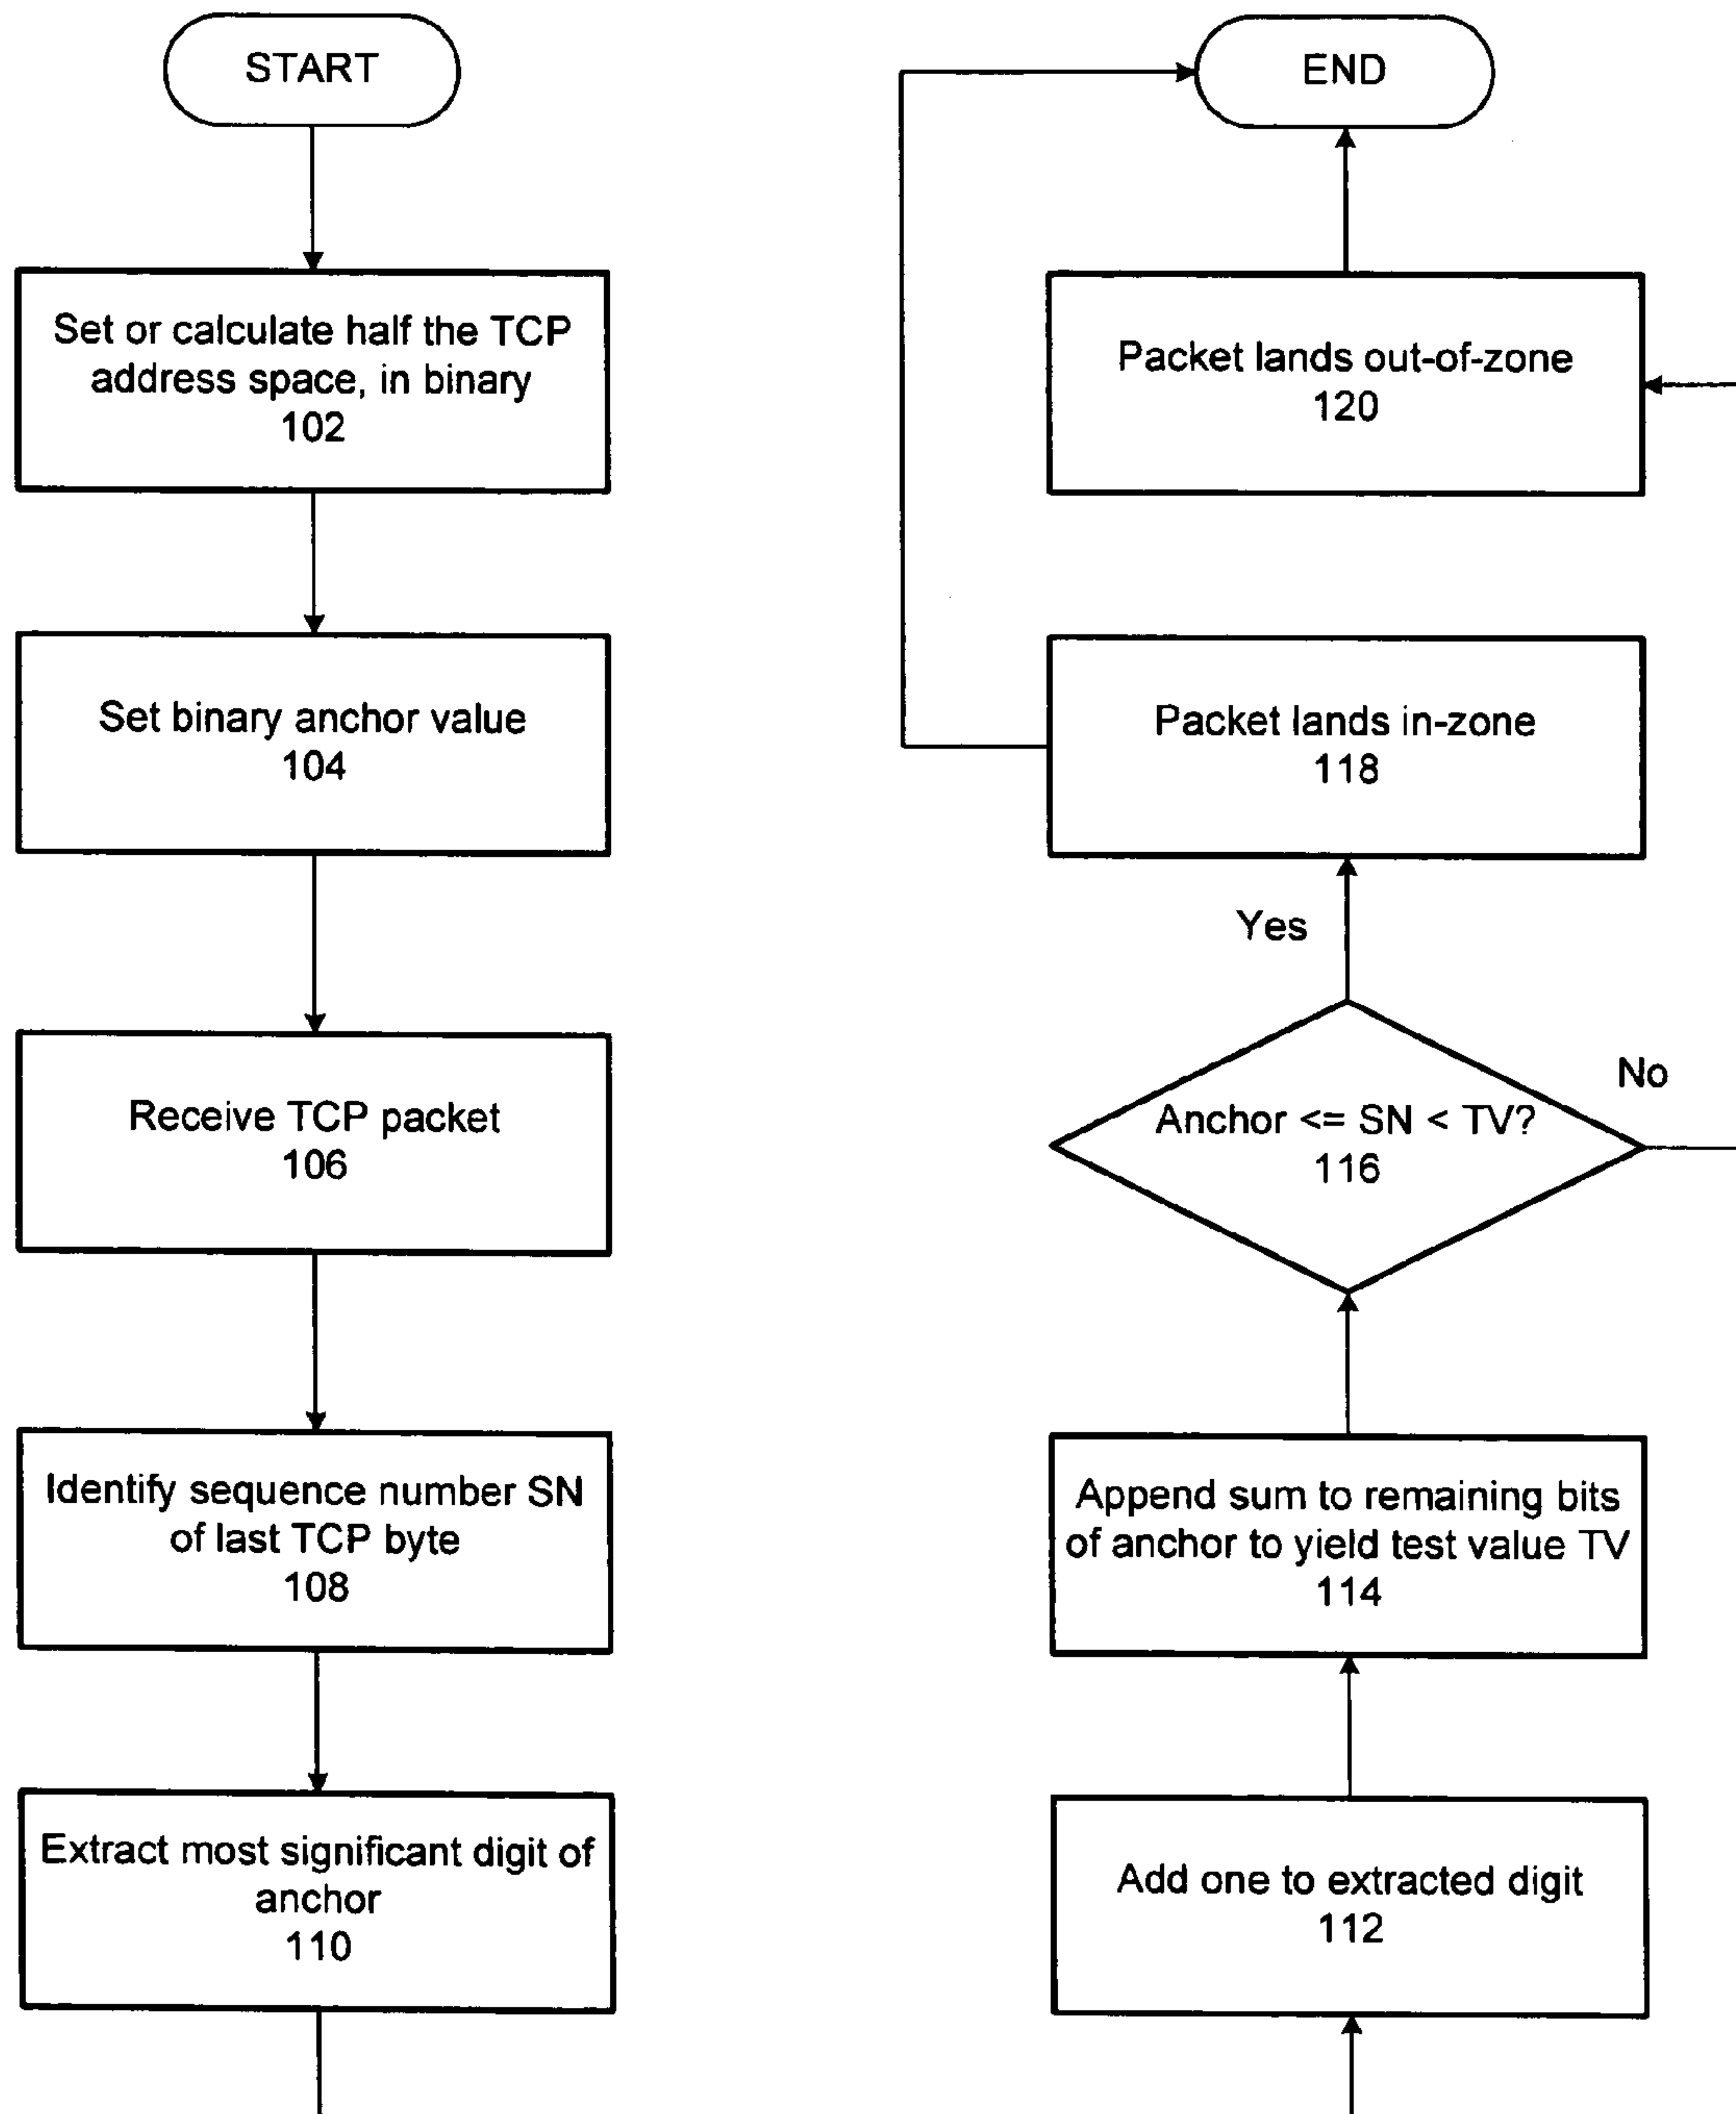 START
Set or calculate half the TCP
address space, in binary
102
Set binary anchor value
104
Receive TCP packet
106
Identify sequence number SN
of last TCP byte
108
Extract most significant digit of
anchor
110
END
Packet lands out-of-zone
120
Packet lands in-zone
118
Yes
No
Anchor <= SN < TV?
116
Append sum to remaining bits
of anchor to yield test value TV
114
Add one to extracted digit
112